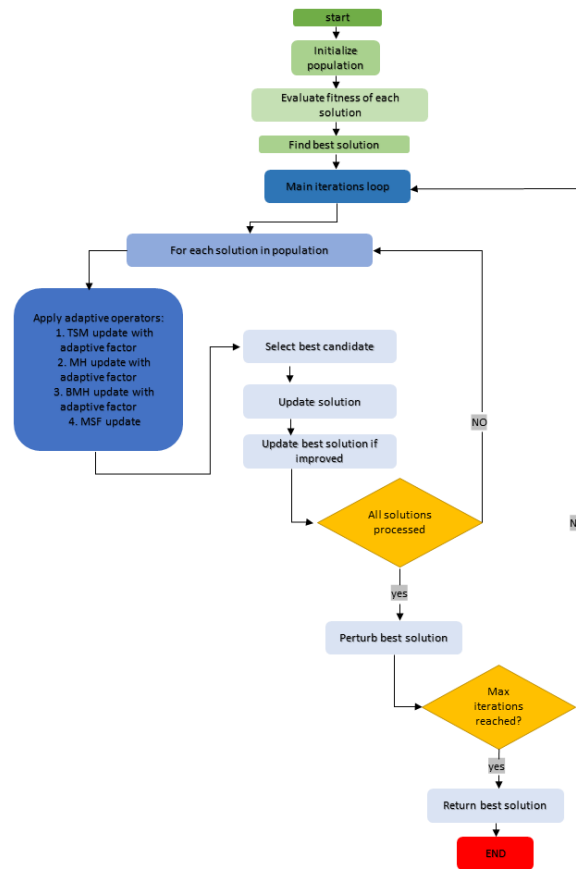 start
Initialize
population
Evaluate fitness of each
solution
Find best solution
Main iterations loop
For each solution in population
Apply adaptive operators:
1. TSM update with
adaptive factor
2. MH update with
adaptive factor
3. BMH update with
adaptive factor
4. MSF update
Select best candidate
Update solution
Update best solution if
improved
NO
All solutions
processed
N
yes
Perturb best solution
Max
iterations
reached?
yes
Return best solution
END